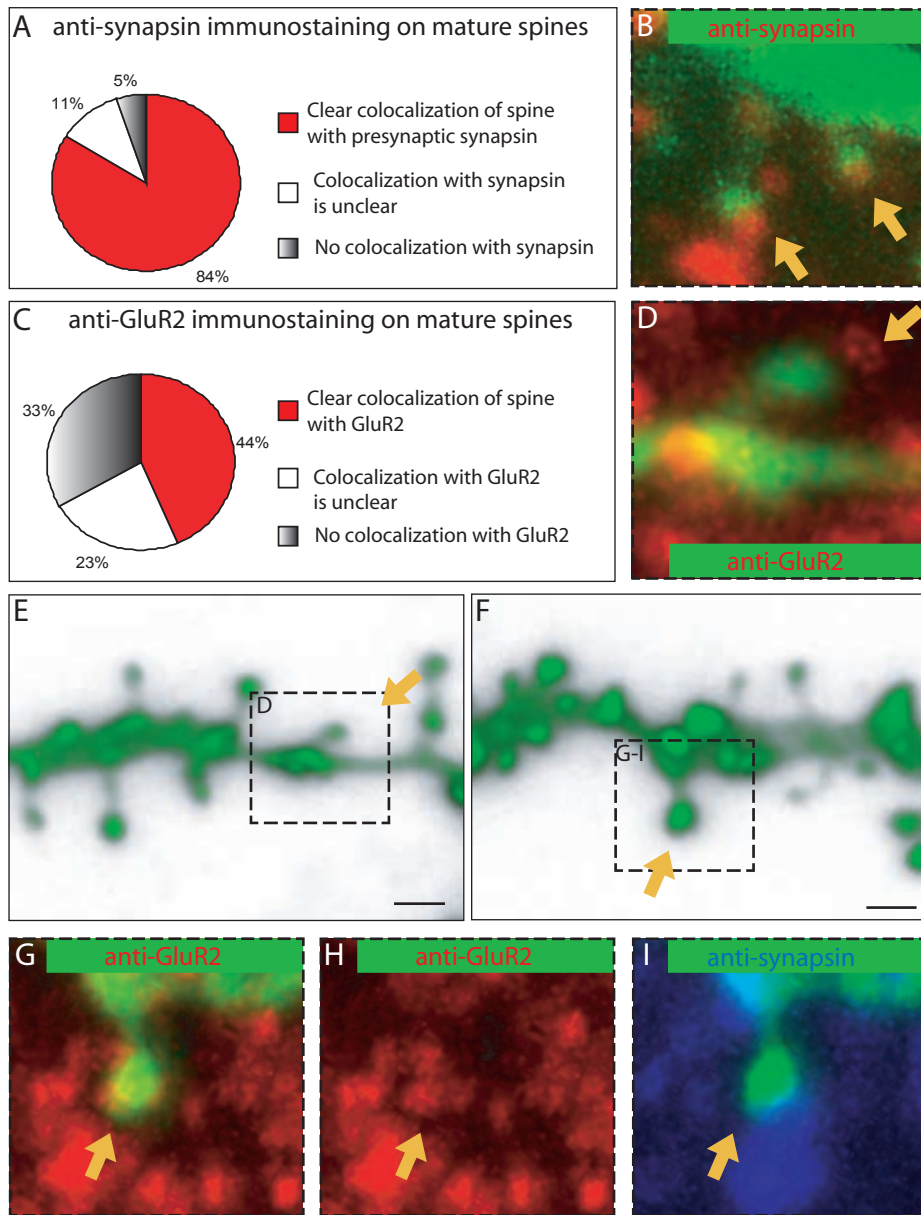 A anti-synapsin immunostaining on mature spines
5%
11%
84%
Clear colocalization of spine
with presynaptic synapsin
Colocalization with synapsin
is unclear
No colocalization with synapsin
B anti-synapsin
C anti-GluR2 immunostaining on mature spines
33%
44%
23%
Clear colocalization of spine
with GluR2
Colocalization with GluR2
is unclear
No colocalization with GluR2
D
anti-GluR2
E
D
F
G-I
G anti-GluR2
H anti-GluR2
I anti-synapsin